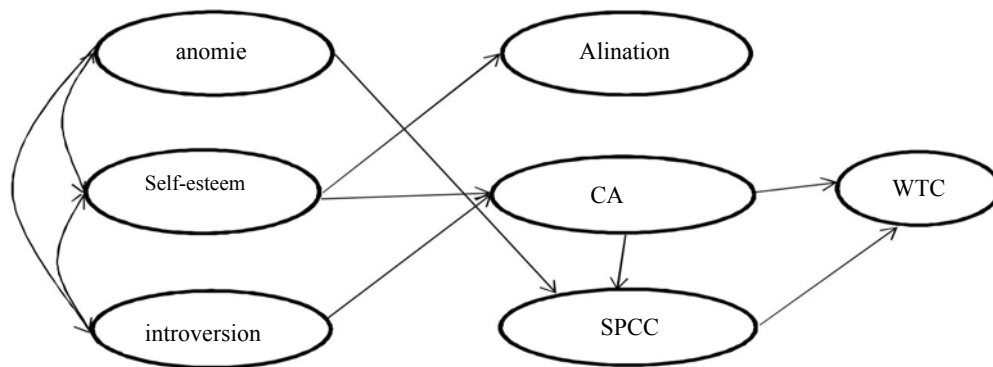 anomie
Alination
Self-esteem
CA
WTC
introversion
SPCC